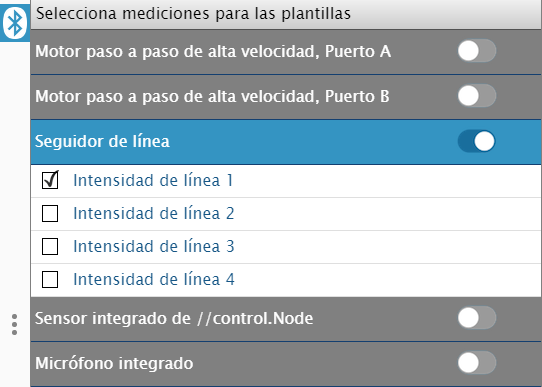 Selecciona mediciones para las plantillas
Motor paso a paso de alta velocidad, Puerto A
Motor paso a paso de alta velocidad, Puerto B
Seguidor de línea
Intensidad de línea 1
Intensidad de línea 2
Intensidad de línea 3
Intensidad de línea 4
Sensor integrado de //control.Node
Micrófono integrado